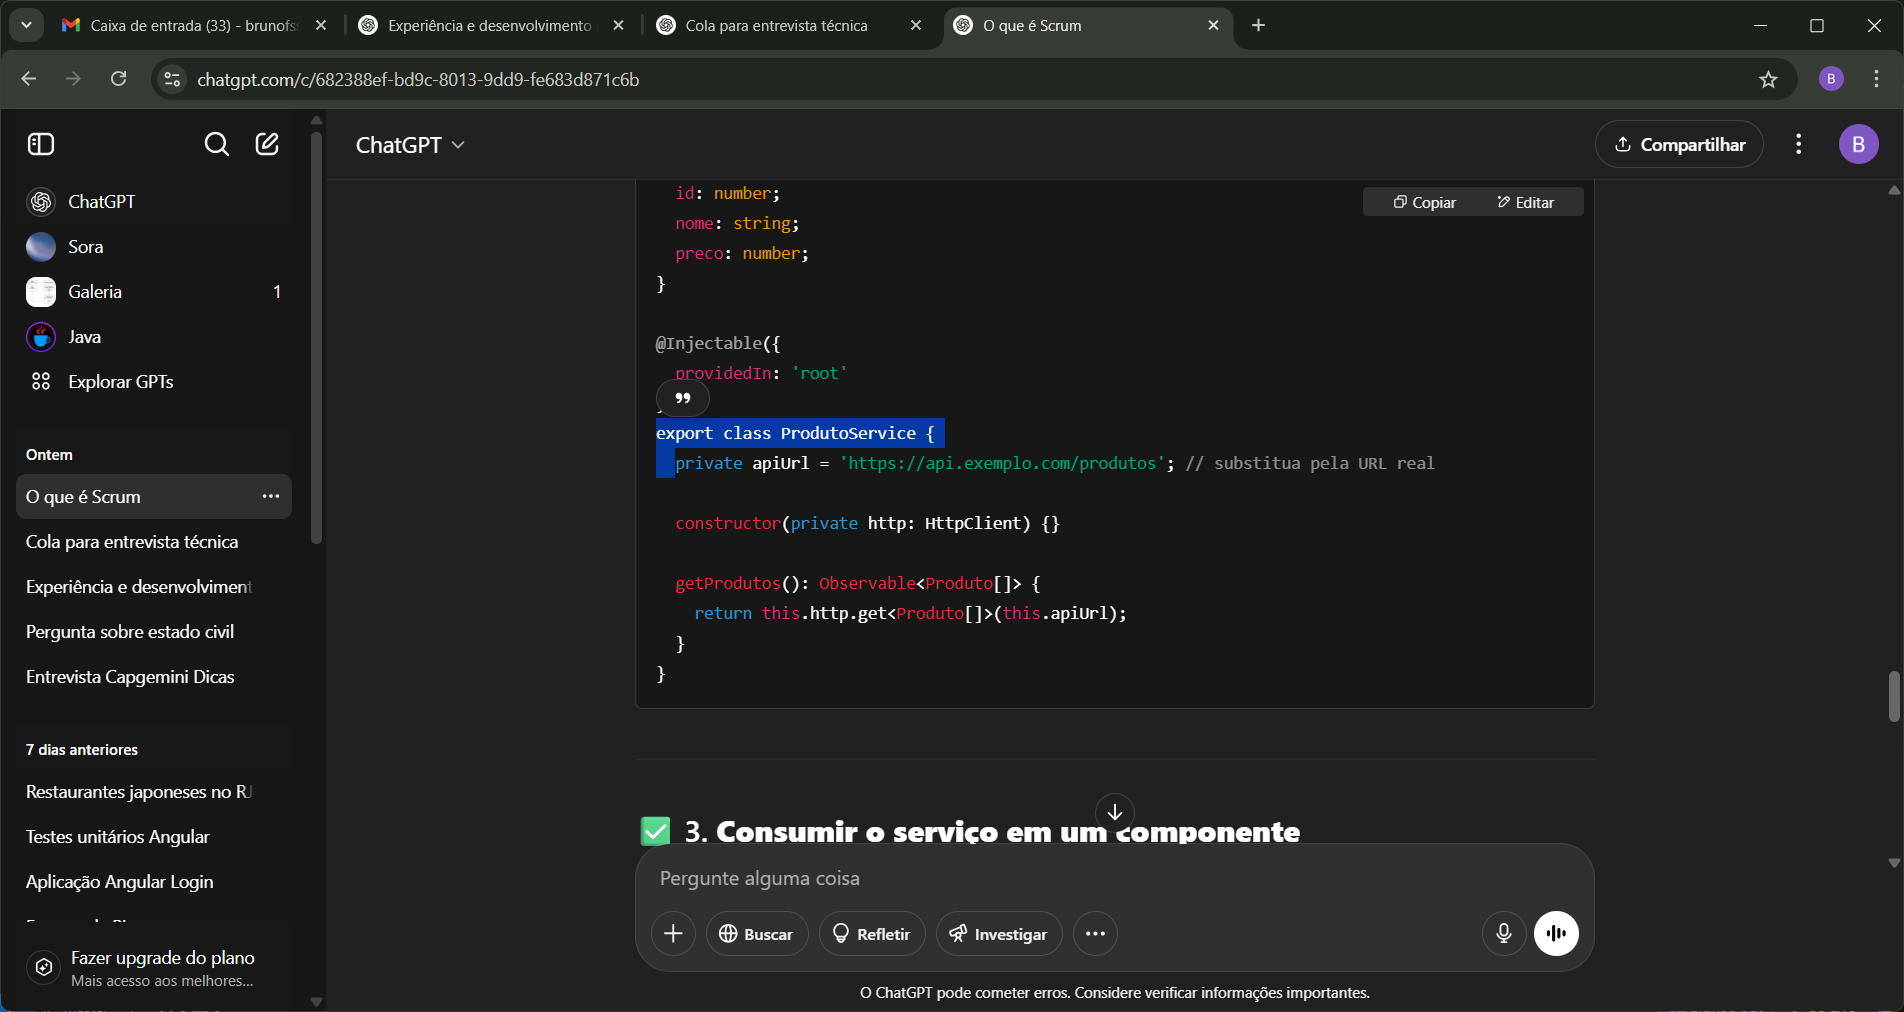 Caixa de entrada (33) - brunofss
Experiência e desenvolvimento
Cola para entrevista técnica
O que é Scrum
chatgpt.com/c/682388ef-bd9c-8013-9dd9-fe683d871c6b
B
ChatGPT
Compartilhar
B
ChatGPT
Sora
Galeria
1
Java
Explorar GPTs
Ontem
O que é Scrum
Cola para entrevista técnica
Experiência e desenvolviment
Pergunta sobre estado civil
Entrevista Capgemini Dicas
7 dias anteriores
Restaurantes japoneses no RJ
Testes unitários Angular
Aplicação Angular Login
Fazer upgrade do plano
Mais acesso aos melhores...
Copiar
Editar
id: number;
nome: string;
preco: number;
}
@Injectable({
providedIn: 'root'
export class ProdutoService {
private apiUrl = 'https://api.exemplo.com/produtos'; // substitua pela URL real
constructor(private http: HttpClient) {}
getProdutos(): Observable<Produto[]> {
return this.http.get<Produto[]>(this.apiUrl);
}
}
3. Consumir o serviço em um componente
Pergunte alguma coisa
Buscar
Refletir
Investigar
O ChatGPT pode cometer erros. Considere verificar informações importantes.